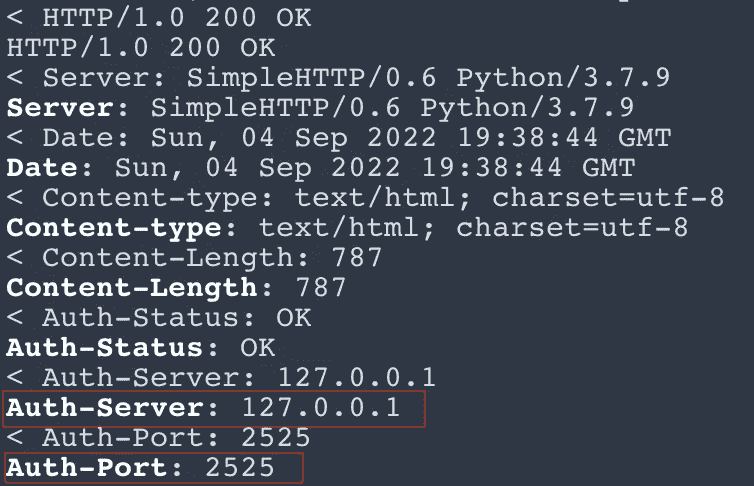 < HTTP/1.0 200 OK
HTTP/1.0 200 OK
< Server: SimpleHTTP/0.6 Python/3.7.9
Server: SimpleHTTP/0.6 Python/3.7.9
< Date: Sun, 04 Sep 2022 19:38:44 GMT
Date: Sun, 04 Sep 2022 19:38:44 GMT
< Content-type: text/html; charset=utf-8
Content-type: text/html; charset=utf-8
< Content-Length: 787
Content-Length: 787
< Auth-Status: OK
Auth-Status: OK
< Auth-Server: 127.0.0.1
Auth-Server: 127.0.0.1
< Auth-Port: 2525
Auth-Port: 2525